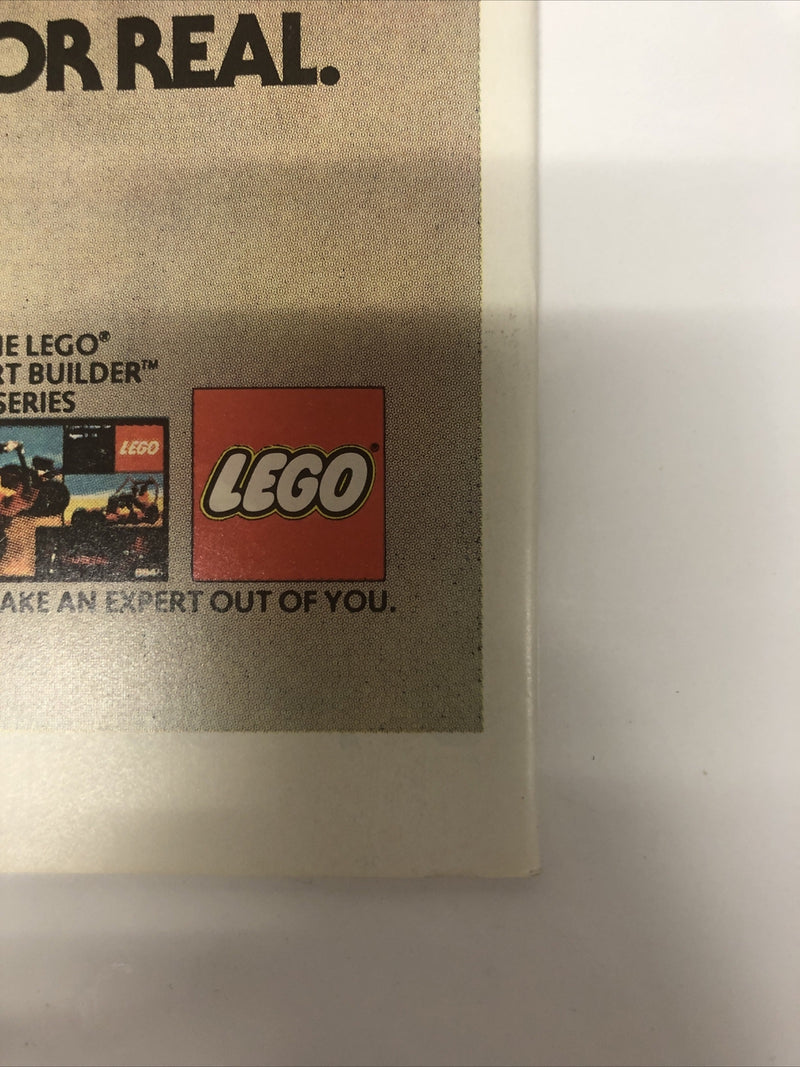 OR REAL.
E LEGO®
RT BUILDER™
SERIES
LEGO
LEGO®
AKE AN EXPERT OUT OF YOU.